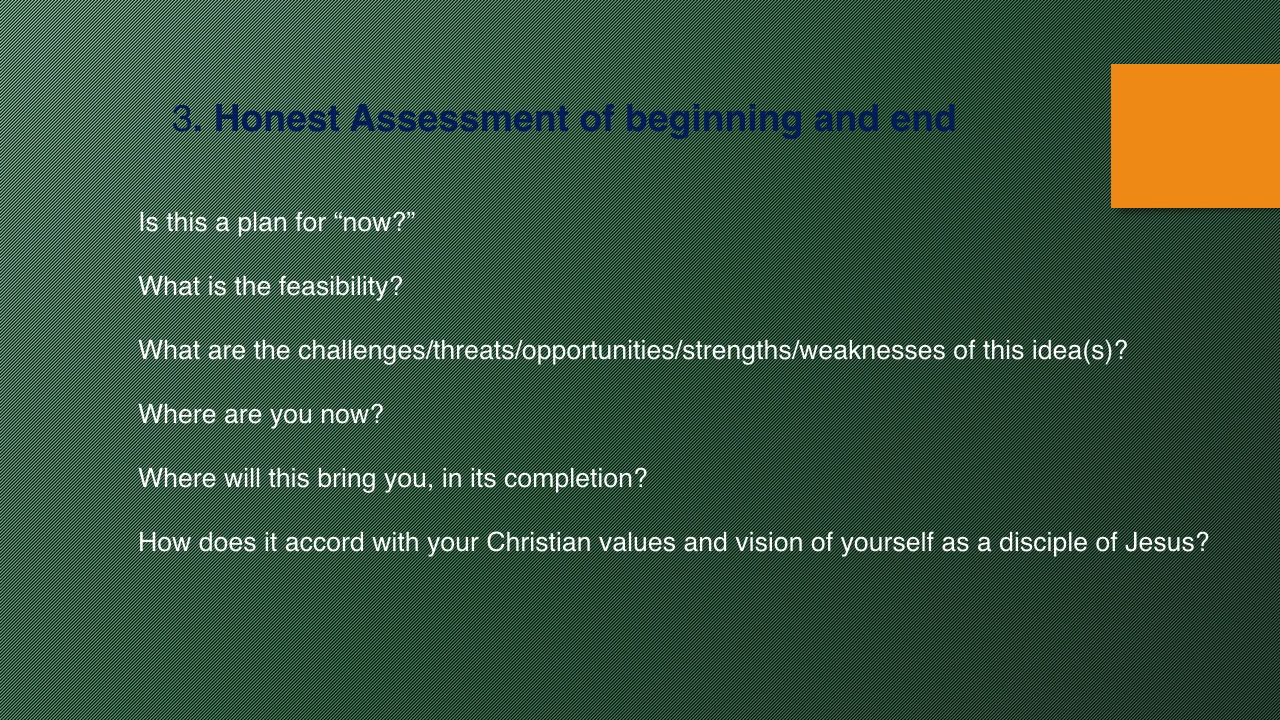 3. Honest Assessment of beginning and end
Is this a plan for “now?”
What is the feasibility?
What are the challenges/threats/opportunities/strengths/weaknesses of this idea(s)?
Where are you now?
Where will this bring you, in its completion?
How does it accord with your Christian values and vision of yourself as a disciple of Jesus?